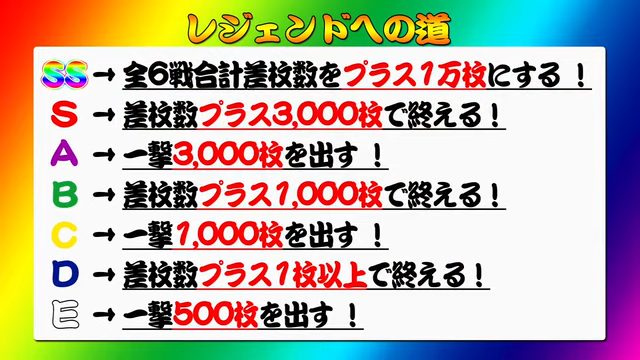 レジェンドへの道
SS→全6戦合計差枚数をプラス1万枚にする!
S→差枚数プラス3,000枚で終える!
A→一撃3,000枚を出す!
B→差枚数プラス1,000枚で終える!
C→一撃1,000枚を出す!
D→差枚数プラス1枚以上で終える!
E→一撃500枚を出す!